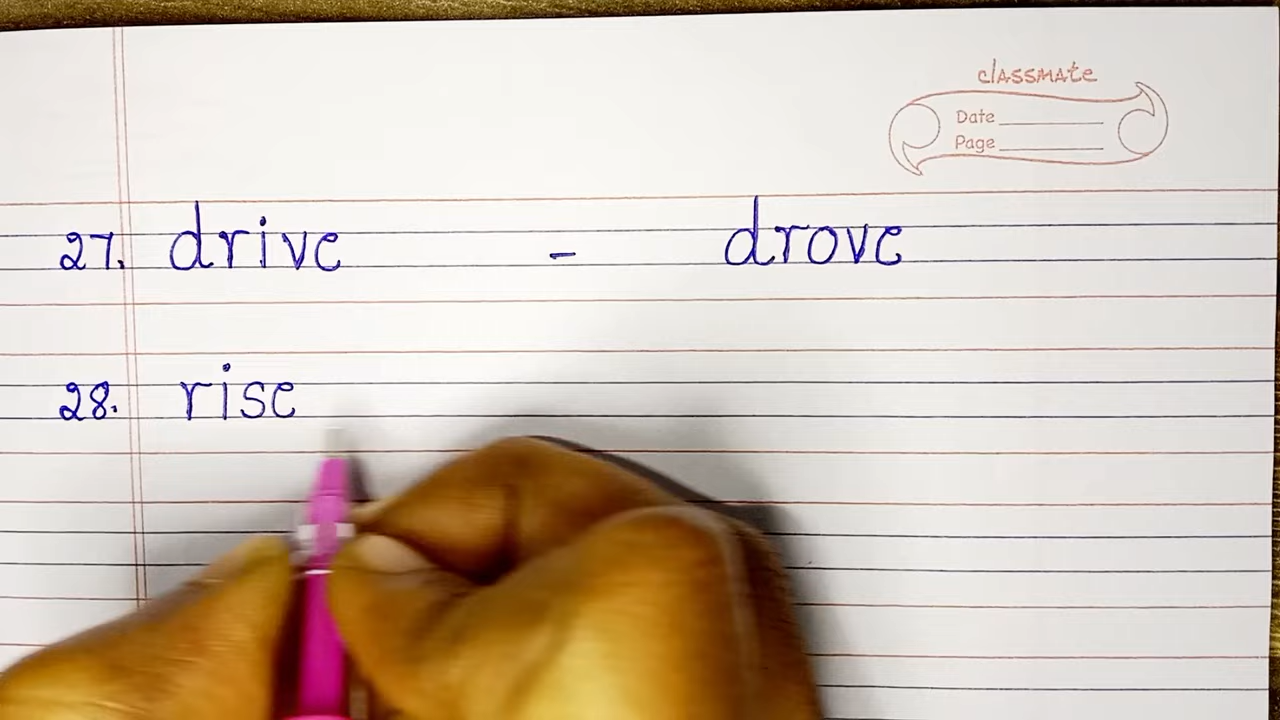 classmate
Date
Page
27. drive - drove
28. rise